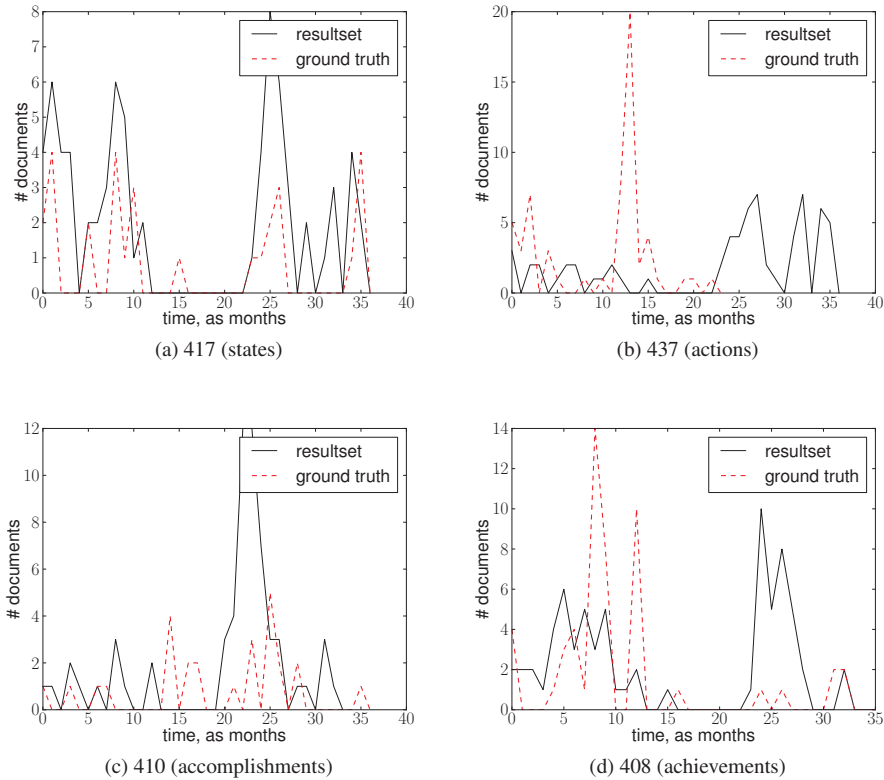 8
7
6
5
4
3
2
1
0
# documents
resultset
ground truth
0 5 10 15 20 25 30 35 40
time, as months
(a) 417 (states)
20
15
10
5
0
# documents
resultset
ground truth
0 5 10 15 20 25 30 35 40
time, as months
(b) 437 (actions)
12
10
8
6
4
2
0
# documents
resultset
ground truth
0 5 10 15 20 25 30 35 40
time, as months
(c) 410 (accomplishments)
14
12
10
8
6
4
2
0
# documents
resultset
ground truth
0 5 10 15 20 25 30 35
time, as months
(d) 408 (achievements)